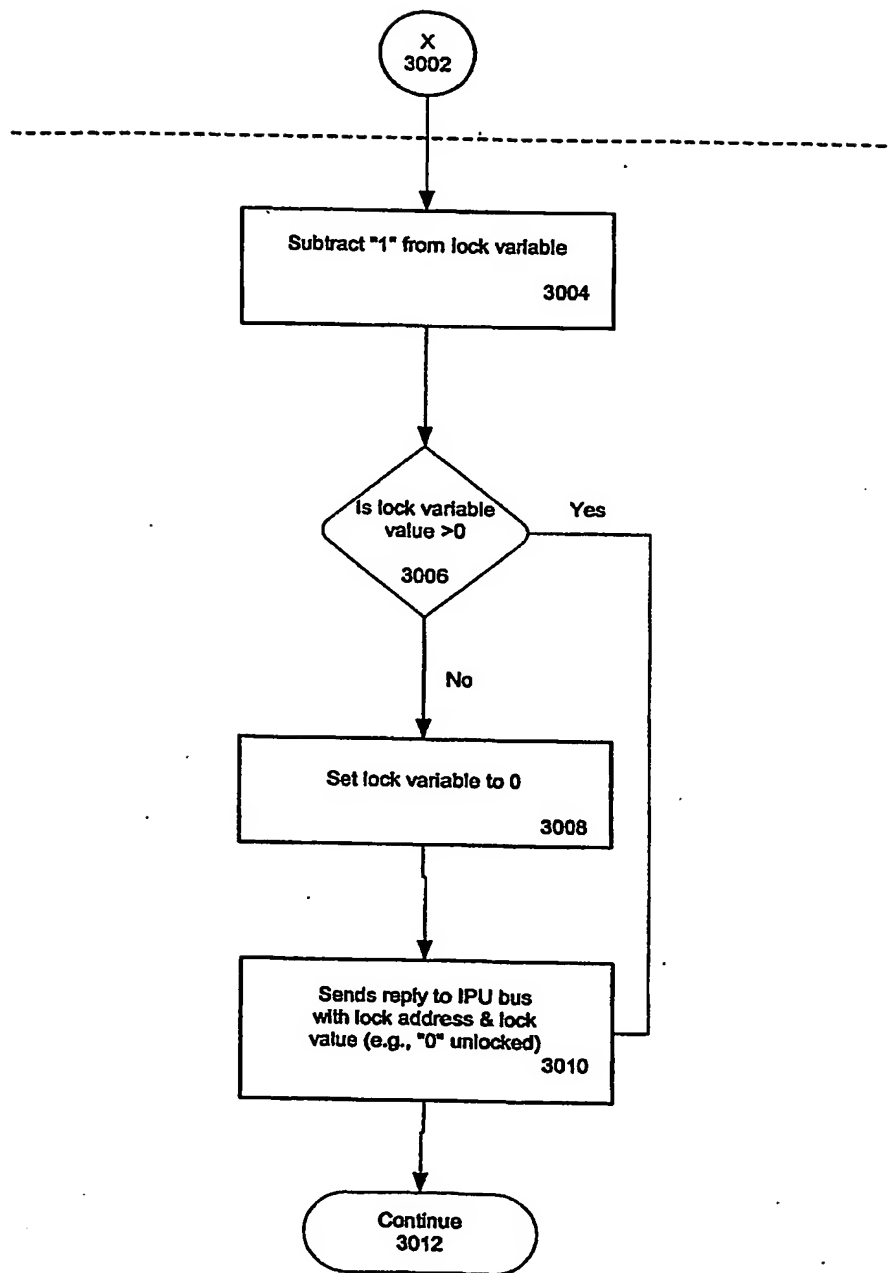 X
3002
Subtract "1" from lock variable
3004
Is lock variable
value >0
3006
Yes
No
Set lock variable to 0
3008
Sends reply to IPU bus
with lock address & lock
value (e.g., "0" unlocked)
3010
Continue
3012